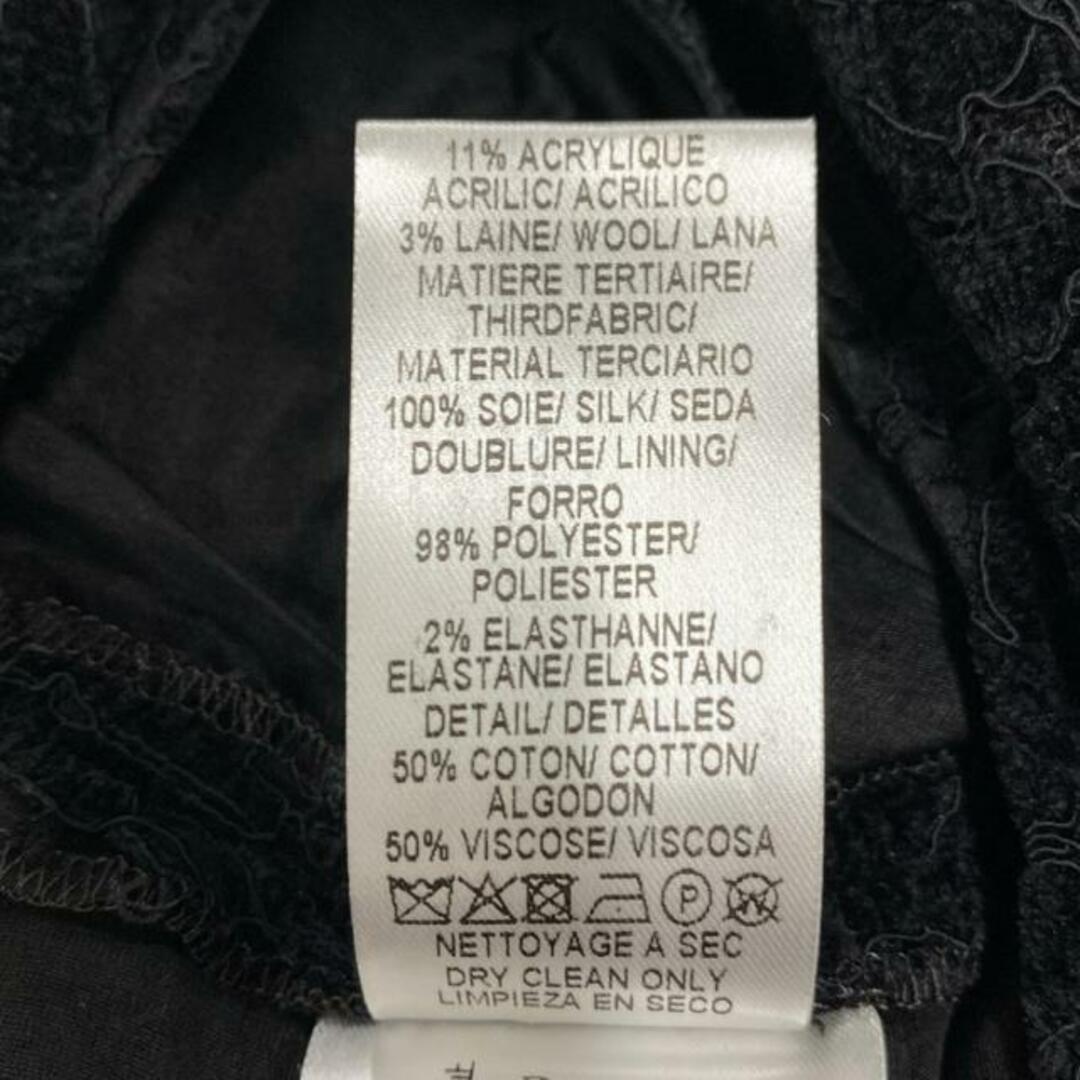 11% ACRYLIQUE
ACRILIC/ ACRILICO
3% LAINE/ WOOL/ LANA
MATIERE TERTIAIRE/
THIRDFABRIC/
MATERIAL TERCIARIO
100% SOIE/ SILK/ SEDA
DOUBLURE/ LINING/
FORRO
98% POLYESTER/
POLIESTER
2% ELASTHANNE/
ELASTANE/ ELASTANO
DETAIL/ DETALLES
50% COTON/ COTTON/
ALGODON
50% VISCOSE/ VISCOSA
P W
NETTOYAGE A SEC
DRY CLEAN ONLY
LIMPIEZA EN SECO